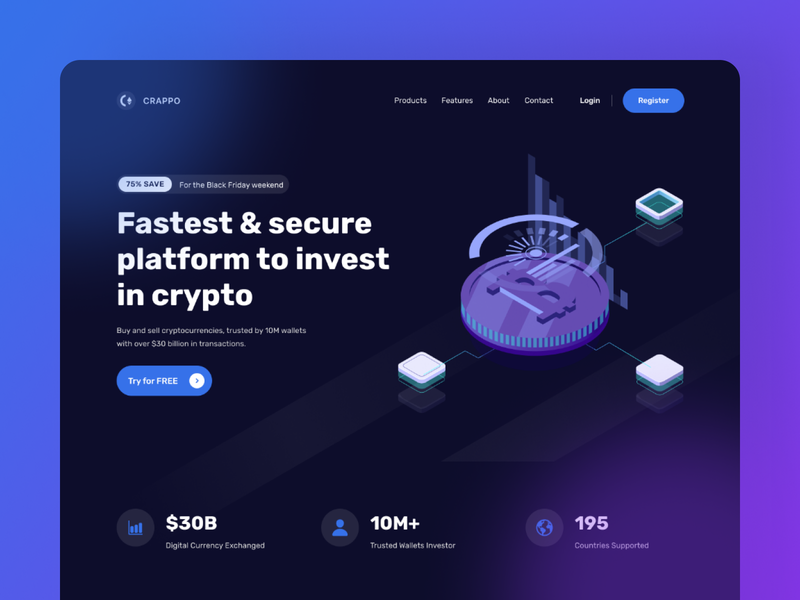 CRAPPO
Products Features About Contact Login Register
75% SAVE For the Black Friday weekend
Fastest & secure
platform to invest
in crypto
Buy and sell cryptocurrencies, trusted by 10M wallets
with over $30 billion in transactions.
Try for FREE
$30B
Digital Currency Exchanged
10M+
Trusted Wallets Investor
195
Countries Supported